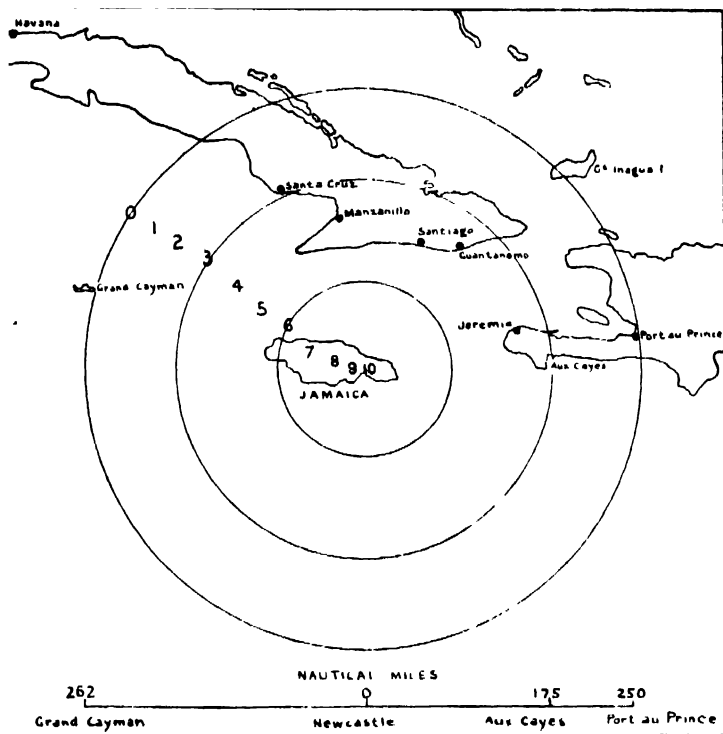 Havana
Gt Inagua I
Santa Cruz
0
Manzanillo
1
2
Santiago
3
Guantanamo
4
Grand Cayman
5
6
Jeremie
Port au Prince
7
8
9 10
Aux Cayes
JAMAICA
NAUTICAL MILES
262 0 175 250
Grand Cayman Newcastle Aux Cayes Port au Prince